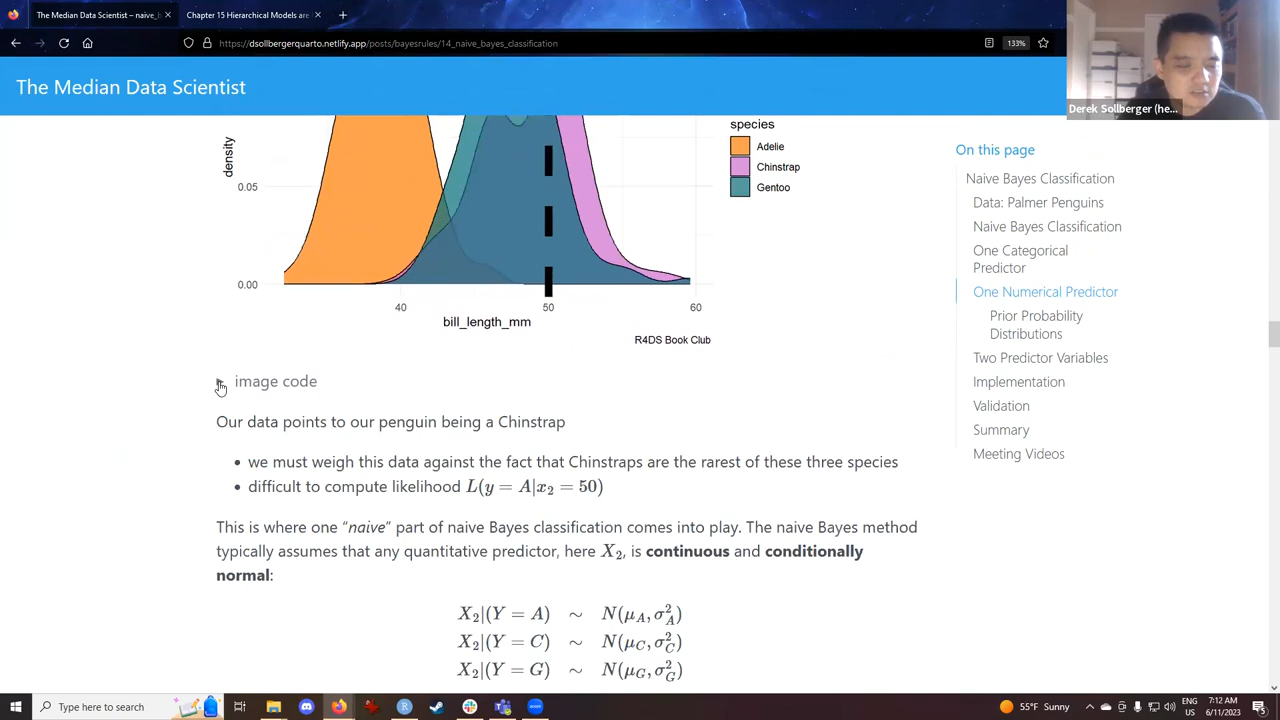 The Median Data Scientist – naive_b
Chapter 15 Hierarchical Models are
https://dsollbergerquarto.netlify.app/posts/bayesrules/14_naive_bayes_classification
133%
The Median Data Scientist
Derek Sollberger (he...
density
0.05
0.00
40
50
60
bill_length_mm
R4DS Book Club
species
Adelie
Chinstrap
Gentoo
On this page
Naive Bayes Classification
Data: Palmer Penguins
Naive Bayes Classification
One Categorical
Predictor
One Numerical Predictor
Prior Probability
Distributions
Two Predictor Variables
Implementation
Validation
Summary
Meeting Videos
image code
Our data points to our penguin being a Chinstrap
• we must weigh this data against the fact that Chinstraps are the rarest of these three species
• difficult to compute likelihood L(y = A|x₂ = 50)
This is where one “naive” part of naive Bayes classification comes into play. The naive Bayes method
typically assumes that any quantitative predictor, here X₂, is continuous and conditionally
normal:
X₂|(Y = A) ∼ N(μ_A, σ²_A)
X₂|(Y = C) ∼ N(μ_C, σ²_C)
X₂|(Y = G) ∼ N(μ_G, σ²_G)
Type here to search
55°F Sunny
ENG
US
7:12 AM
6/11/2023
zoom